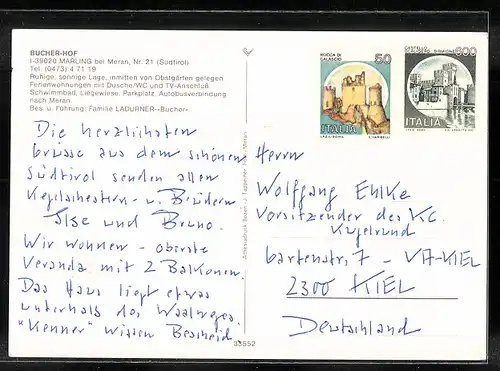 BUCHER-HOF
I-39020 MARLING bei Meran, Nr. 21 (Südtirol)
Tel. (0473) 4 71 19
Ruhige, sonnige Lage, inmitten von Obstgärten gelegen
Ferienwohnungen mit Dusche/WC und TV-Anschluß
Schwimmbad, Liegewiese, Parkplatz, Autobusverbindung
nach Meran.
Bes. u. Führung: Familie LADURNER-»Bucher«
Die herzlichsten
Grüsse aus dem schönen
Südtirol senden allen
Kegelschestern - u. Brüdern
Ilse und Bruno.
Wir wohnen - oberste
Veranda mit 2 Balkonen.
Das Haus liegt etwas
unterhalb des Waalweges.
"Kenner" wissen Bescheid
33552
ROCCA DI
CALASCIO
50
ITALIA
600
ITALIA
Herrn
Wolfgang Ehlke
Vorsitzender des KC.
Kugelrund
Gartenstr, 7 - VA-KIEL
2300 KIEL
Deutschland